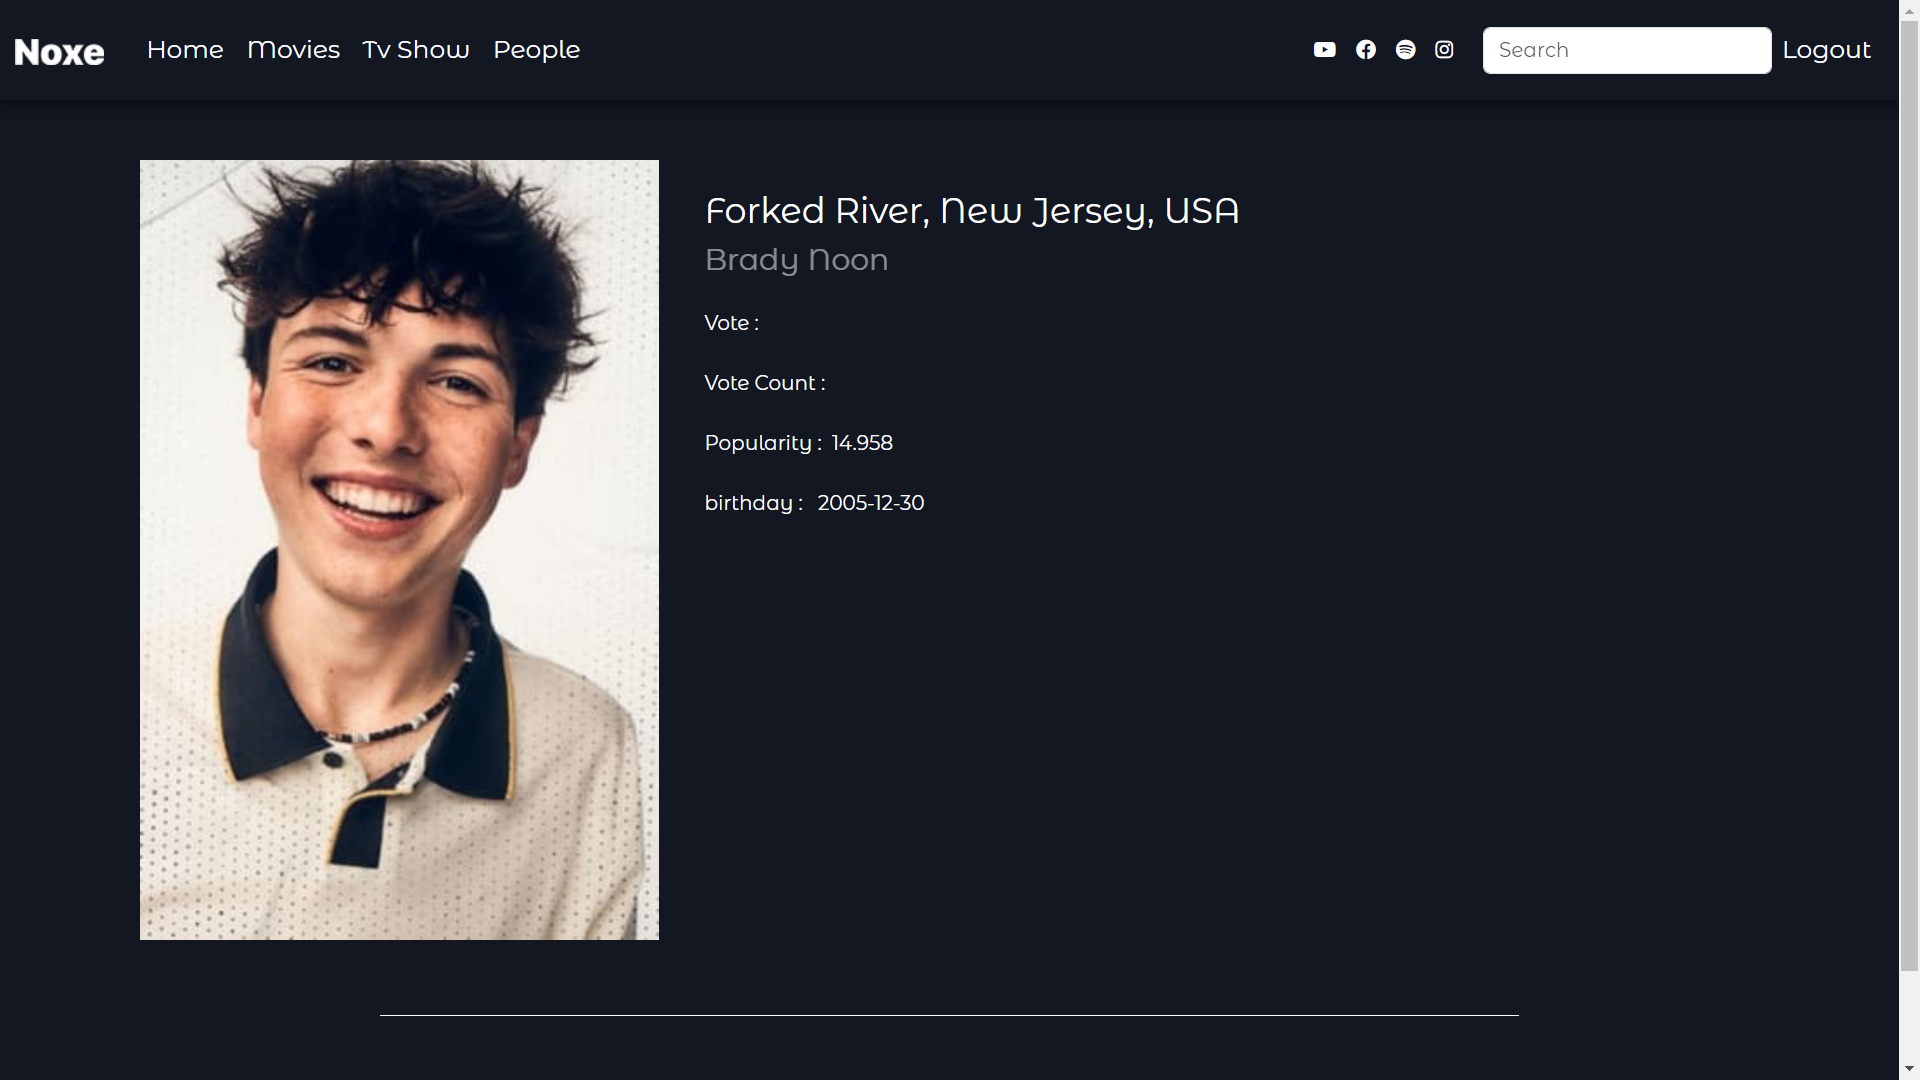 Noxe Home Movies Tv Show People Search Logout
Forked River, New Jersey, USA
Brady Noon
Vote :
Vote Count :
Popularity : 14.958
birthday : 2005-12-30